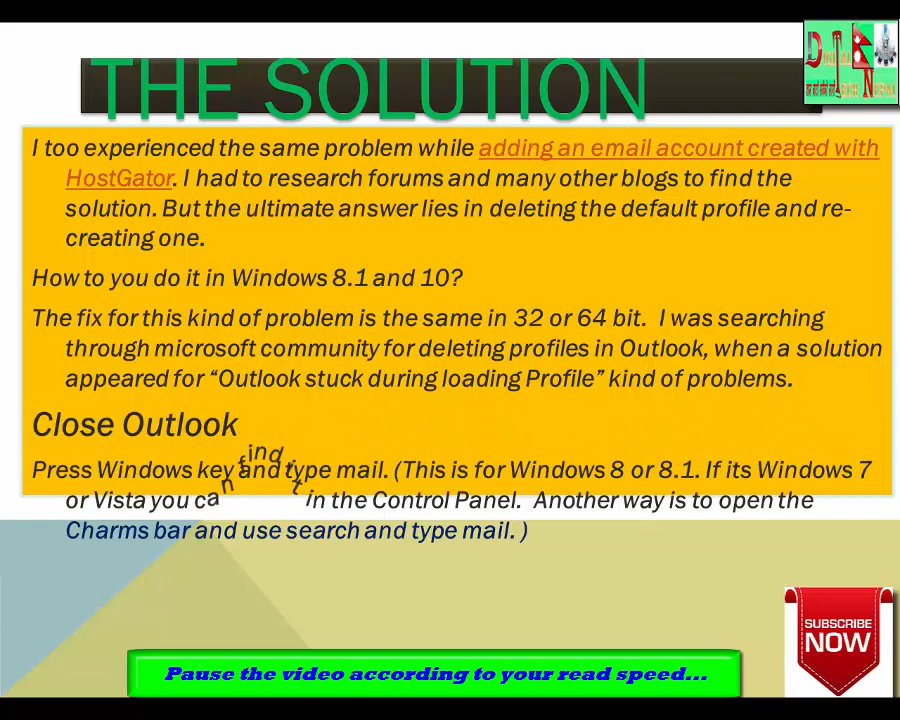 THE SOLUTION
I too experienced the same problem while adding an email account created with
HostGator. I had to research forums and many other blogs to find the
solution. But the ultimate answer lies in deleting the default profile and re-
creating one.
How to you do it in Windows 8.1 and 10?
The fix for this kind of problem is the same in 32 or 64 bit. I was searching
through microsoft community for deleting profiles in Outlook, when a solution
appeared for “Outlook stuck during loading Profile” kind of problems.
Close Outlook
Press Windows key and type mail. (This is for Windows 8 or 8.1. If its Windows 7
or Vista you can find it in the Control Panel. Another way is to open the
Charms bar and use search and type mail. )
SUBSCRIBE
NOW
Pause the video according to your read speed...